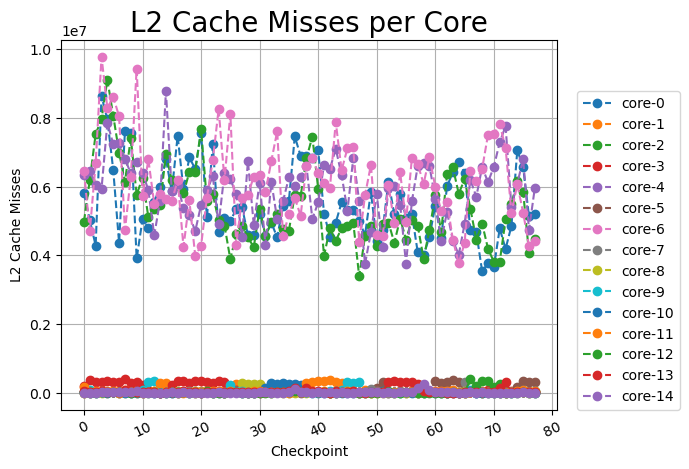 L2 Cache Misses per Core
1e7
1.0
0.8
0.6
0.4
0.2
0.0
L2 Cache Misses
0
10
20
30
40
50
60
70
80
Checkpoint
core-0
core-1
core-2
core-3
core-4
core-5
core-6
core-7
core-8
core-9
core-10
core-11
core-12
core-13
core-14